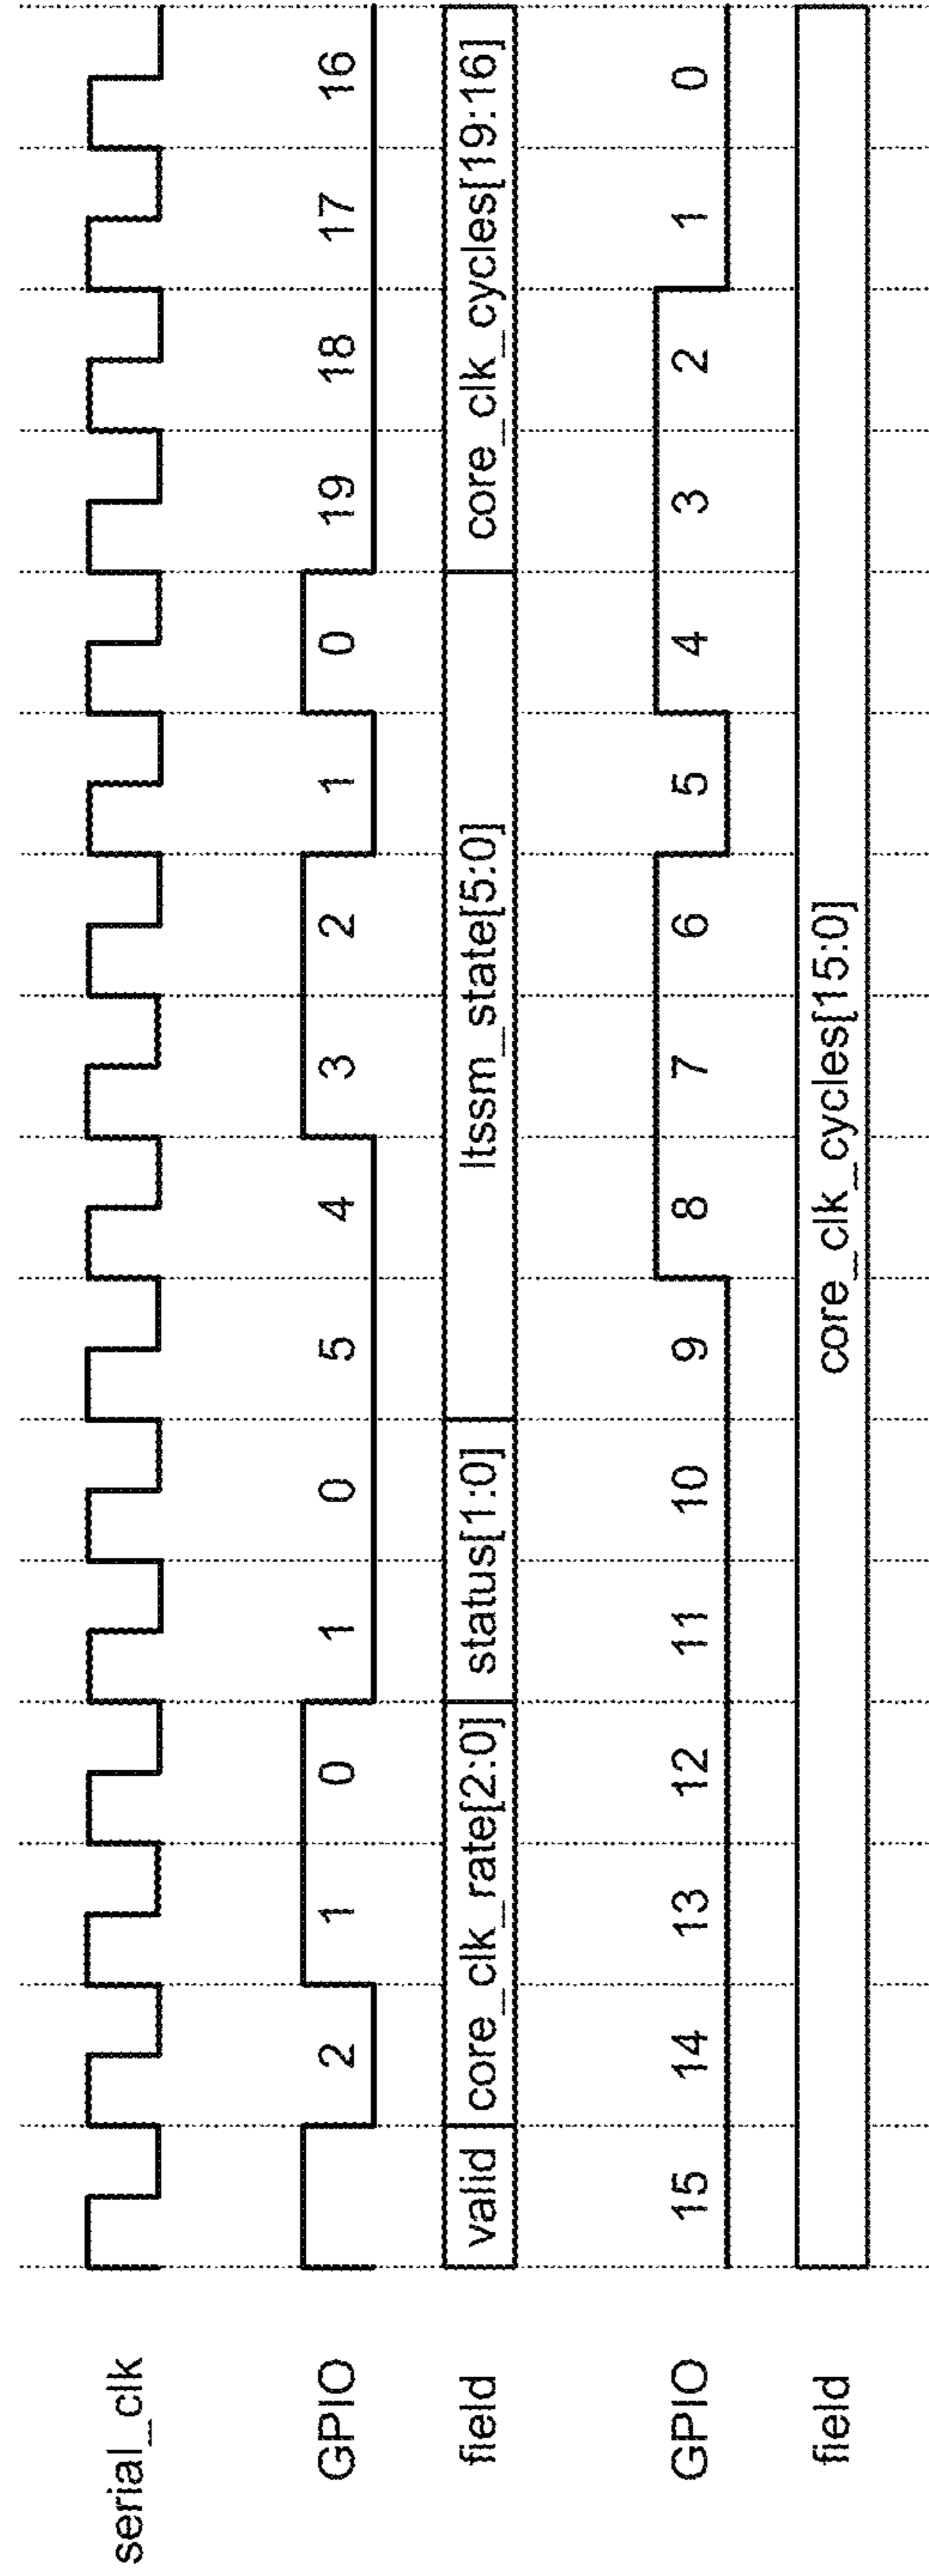 serial_clk
GPIO 2 1 0 1 0 5 4 3 2 1 0 19 18 17 16
field valid core_clk_rate[2:0] status[1:0] ltssm_state[5:0] core_clk_cycles[19:16]
GPIO 15 14 13 12 11 10 9 8 7 6 5 4 3 2 1 0
field core_clk_cycles[15:0]